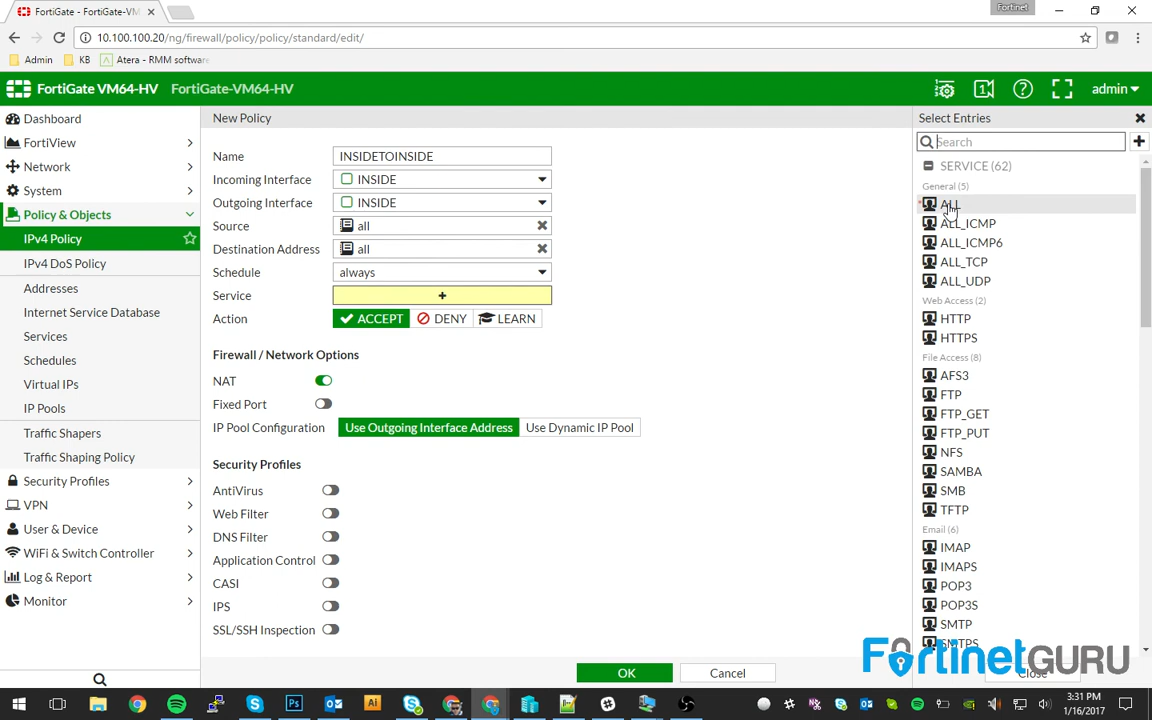 FortiGate - FortiGate-VM
Fortinet
10.100.100.20/ng/firewall/policy/policy/standard/edit/
Admin
KB
Atera - RMM software
FortiGate VM64-HV
FortiGate-VM64-HV
1
admin
Dashboard
FortiView
Network
System
Policy & Objects
IPv4 Policy
IPv4 DoS Policy
Addresses
Internet Service Database
Services
Schedules
Virtual IPs
IP Pools
Traffic Shapers
Traffic Shaping Policy
Security Profiles
VPN
User & Device
WiFi & Switch Controller
Log & Report
Monitor
New Policy
Name INSIDETOINSIDE
Incoming Interface INSIDE
Outgoing Interface INSIDE
Source all
Destination Address all
Schedule always
Service +
Action ACCEPT DENY LEARN
Firewall / Network Options
NAT
Fixed Port
IP Pool Configuration Use Outgoing Interface Address Use Dynamic IP Pool
Security Profiles
AntiVirus
Web Filter
DNS Filter
Application Control
CASI
IPS
SSL/SSH Inspection
OK Cancel
Select Entries
Search
SERVICE (62)
General (5)
ALL
ALL_ICMP
ALL_ICMP6
ALL_TCP
ALL_UDP
Web Access (2)
HTTP
HTTPS
File Access (8)
AFS3
FTP
FTP_GET
FTP_PUT
NFS
SAMBA
SMB
TFTP
Email (6)
IMAP
IMAPS
POP3
POP3S
SMTP
SMTPS
Close
FortinetGURU
Ps
Ai
3:31 PM
1/16/2017